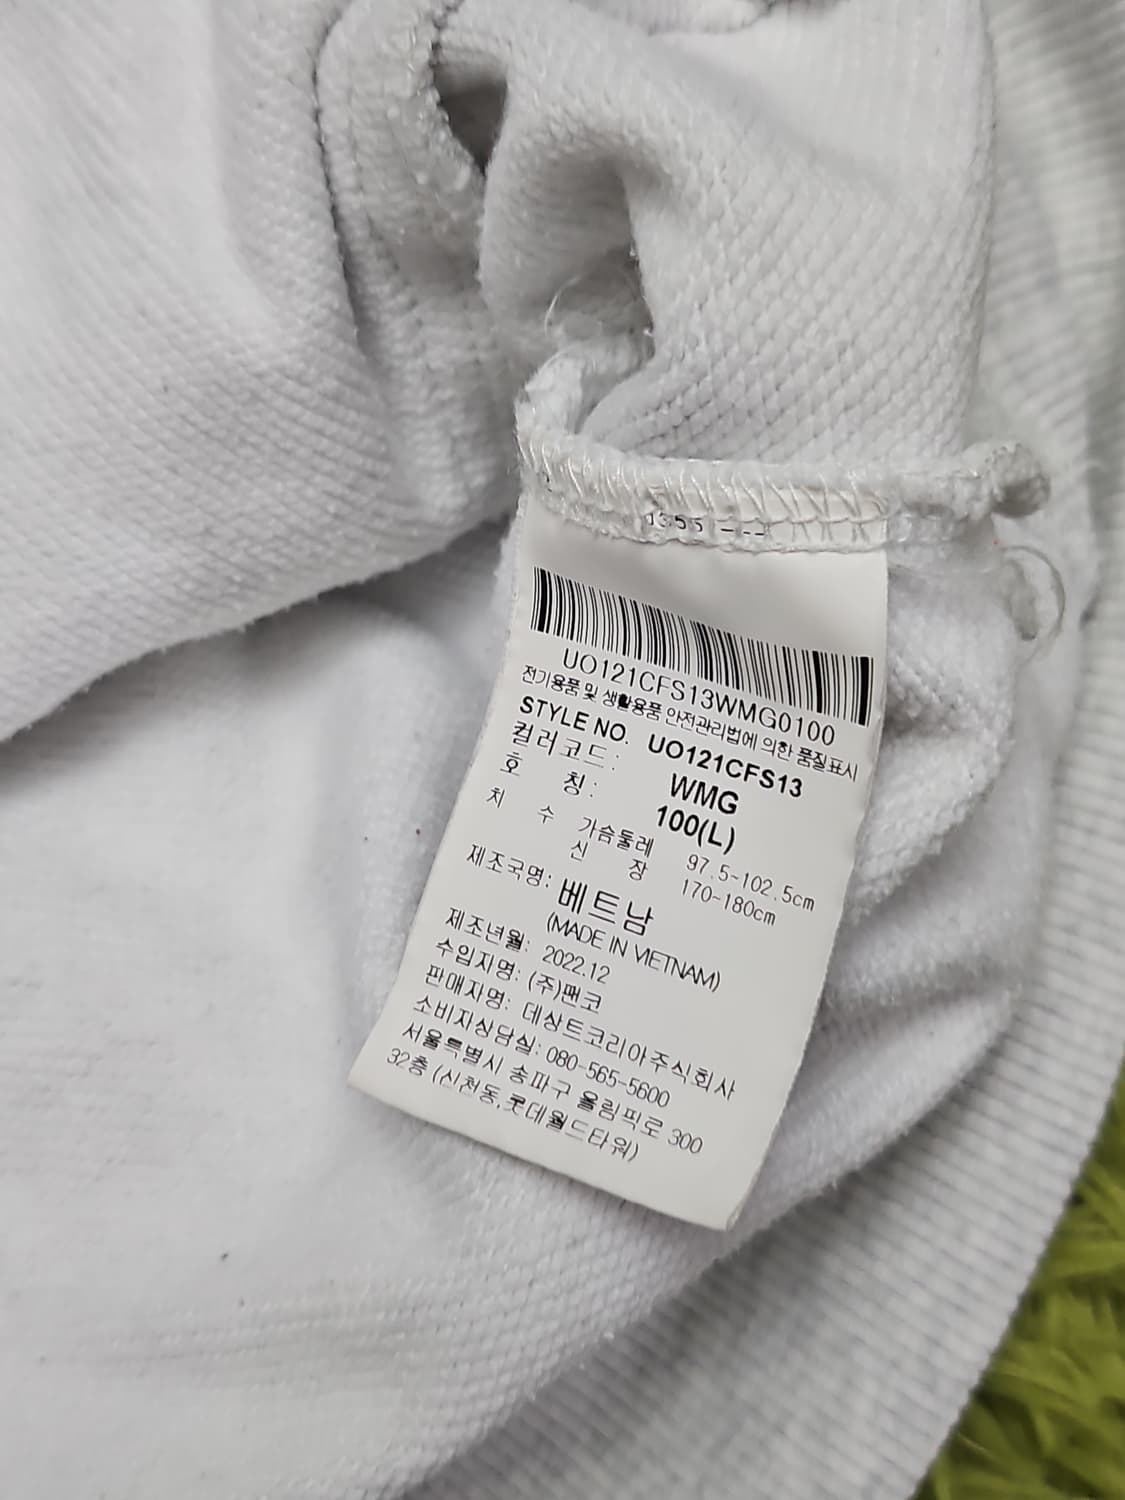 UO121CFS13WMG0100
전기용품 및 생활용품 안전관리법에 의한 품질표시
STYLE NO. UO121CFS13
컬러코드: WMG
호 칭: 100(L)
치 수 가슴둘레 97.5~102.5cm
신 장 170~180cm
제조국명: 베트남
(MADE IN VIETNAM)
제조년월: 2022.12
수입자명: (주)팬코
판매자명: 데상트코리아주식회사
소비자상담실: 080-565-5600
서울특별시 송파구 올림픽로 300
32층 (신천동,롯데월드타워)